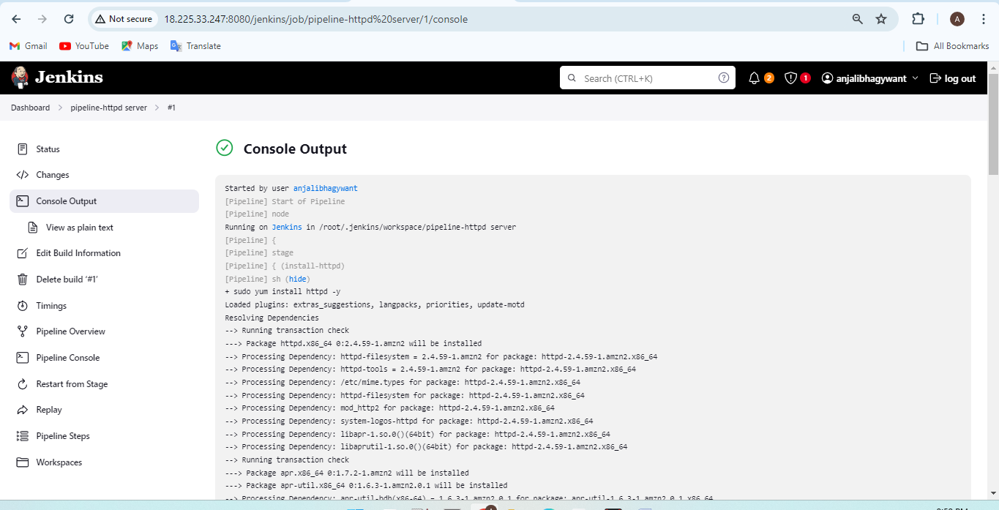 Not secure 18.225.33.247:8080/jenkins/job/pipeline-httpd%20server/1/console A
Gmail YouTube Maps Translate All Bookmarks
Jenkins Search (CTRL+K) ? 2 1 anjalibhagywant log out
Dashboard > pipeline-httpd server > #1
Status
Changes
Console Output
View as plain text
Edit Build Information
Delete build ‘#1’
Timings
Pipeline Overview
Pipeline Console
Restart from Stage
Replay
Pipeline Steps
Workspaces
Console Output
Started by user anjalibhagywant
[Pipeline] Start of Pipeline
[Pipeline] node
Running on Jenkins in /root/.jenkins/workspace/pipeline-httpd server
[Pipeline] {
[Pipeline] stage
[Pipeline] { (install-httpd)
[Pipeline] sh (hide)
+ sudo yum install httpd -y
Loaded plugins: extras_suggestions, langpacks, priorities, update-motd
Resolving Dependencies
--> Running transaction check
---> Package httpd.x86_64 0:2.4.59-1.amzn2 will be installed
--> Processing Dependency: httpd-filesystem = 2.4.59-1.amzn2 for package: httpd-2.4.59-1.amzn2.x86_64
--> Processing Dependency: httpd-tools = 2.4.59-1.amzn2 for package: httpd-2.4.59-1.amzn2.x86_64
--> Processing Dependency: /etc/mime.types for package: httpd-2.4.59-1.amzn2.x86_64
--> Processing Dependency: httpd-filesystem for package: httpd-2.4.59-1.amzn2.x86_64
--> Processing Dependency: mod_http2 for package: httpd-2.4.59-1.amzn2.x86_64
--> Processing Dependency: system-logos-httpd for package: httpd-2.4.59-1.amzn2.x86_64
--> Processing Dependency: libapr-1.so.0()(64bit) for package: httpd-2.4.59-1.amzn2.x86_64
--> Processing Dependency: libaprutil-1.so.0()(64bit) for package: httpd-2.4.59-1.amzn2.x86_64
--> Running transaction check
---> Package apr.x86_64 0:1.7.2-1.amzn2 will be installed
---> Package apr-util.x86_64 0:1.6.3-1.amzn2.0.1 will be installed
--> Processing Dependency: apr-util-bdb(x86-64) = 1.6.3-1.amzn2.0.1 for package: apr-util-1.6.3-1.amzn2.0.1.x86_64